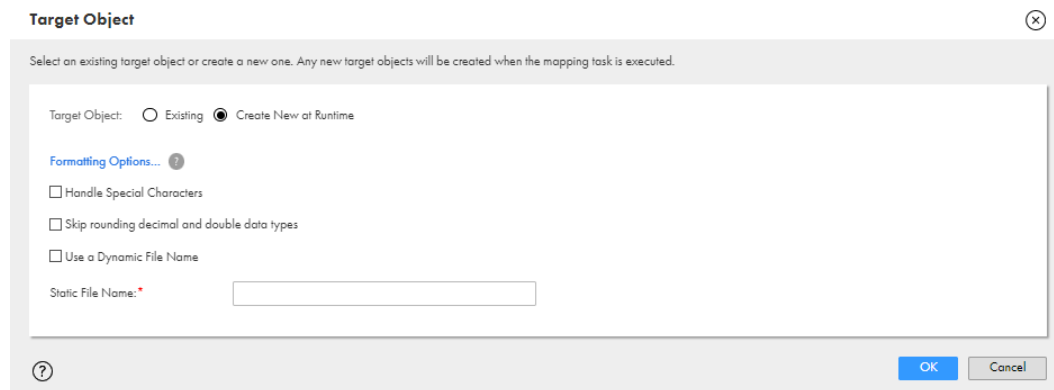 Target Object
Select an existing target object or create a new one. Any new target objects will be created when the mapping task is executed.
Target Object: Existing Create New at Runtime
Formatting Options... ?
Handle Special Characters
Skip rounding decimal and double data types
Use a Dynamic File Name
Static File Name:*
? OK Cancel